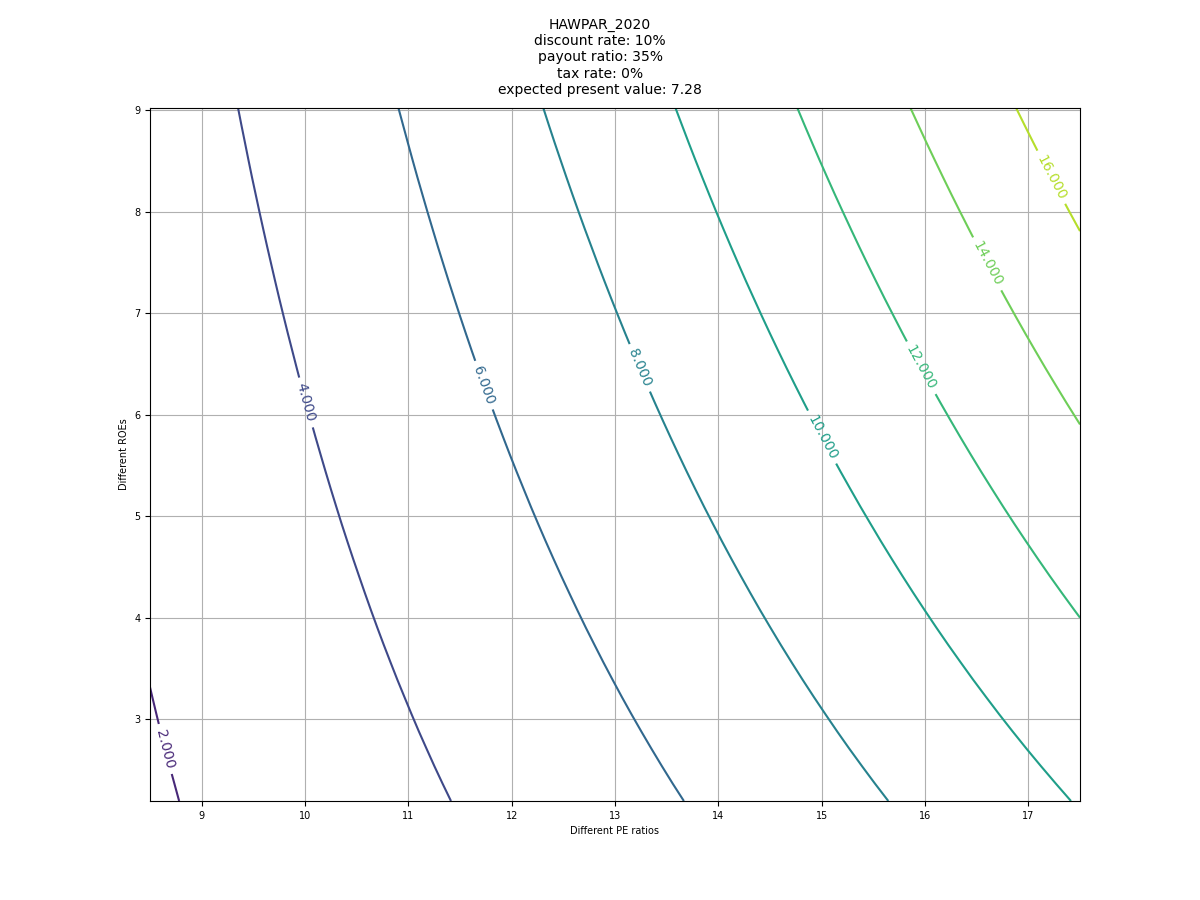 HAWPAR_2020
discount rate: 10%
payout ratio: 35%
tax rate: 0%
expected present value: 7.28
9
8
7
6
5
4
3
Different ROEs
2.000
4.000
6.000
8.000
10.000
12.000
14.000
16.000
9 10 11 12 13 14 15 16 17
Different PE ratios